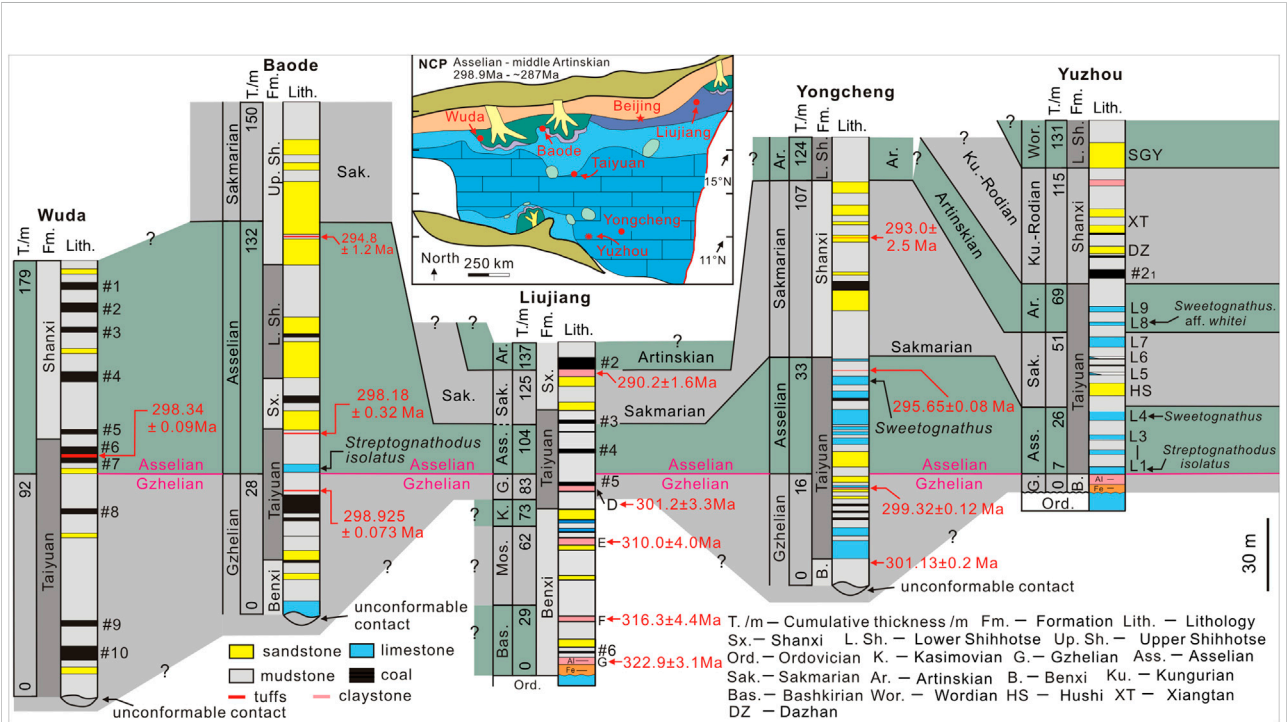 Wuda
T./m
Fm.
Lith.
179
92
0
Shanxi
Taiyuan
#1
#2
#3
#4
#5
#6
#7
#8
#9
#10
298.34
± 0.09Ma
?
?
unconformable contact
Baode
T./m
Fm.
Lith.
Sakmarian
Asselian
Gzhelian
150
132
28
0
Up. Sh.
L. Sh.
Sx.
Taiyuan
Benxi
Sak.
294.8
± 1.2 Ma
298.18
± 0.32 Ma
Streptognathodus
isolatus
298.925
± 0.073 Ma
unconformable
contact
Asselian
Gzhelian
NCP
Asselian - middle Artinskian
298.9Ma - ~287Ma
Beijing
Wuda
Liujiang
Baode
Taiyuan
15°N
Yongcheng
Yuzhou
11°N
North
250 km
Liujiang
T./m
Fm.
Lith.
Ar.
Sak.
Ass.
G.
K.
Mos.
Bas.
137
125
104
83
73
62
29
0
Sx.
Taiyuan
Benxi
Ord.
#2
#3
#4
#5
#6
D
E
F
G
Al
Fe
Sak.
Artinskian
Sakmarian
290.2±1.6Ma
301.2±3.3Ma
310.0±4.0Ma
316.3±4.4Ma
322.9±3.1Ma
Asselian
Gzhelian
?
?
?
?
?
?
Yongcheng
T./m
Fm.
Lith.
Ar.
Sakmarian
Asselian
Gzhelian
124
107
33
16
0
L. Sh
Shanxi
Taiyuan
B.
Ar.
293.0±
2.5 Ma
Sakmarian
295.65±0.08 Ma
Sweetognathus
Asselian
Gzhelian
299.32±0.12 Ma
301.13±0.2 Ma
unconformable contact
?
?
?
?
Artinskian
Ku.-Rodian
Yuzhou
T./m
Fm.
Lith.
Wor.
Ku.-Rodian
Ar.
Sak.
Ass.
G.
131
115
69
51
26
7
0
L. Sh.
Shanxi
Taiyuan
B.
Ord.
Al
Fe
SGY
XT
DZ
#2₁
L9
L8
L7
L6
L5
HS
L4
L3
L1
Sweetognathus.
aff. whitei
Sweetognathus
Streptognathodus
isolatus
30 m
sandstone
limestone
mudstone
coal
tuffs
claystone
T. /m — Cumulative thickness /m Fm. — Formation Lith. — Lithology
Sx.— Shanxi L. Sh.— Lower Shihhotse Up. Sh.— Upper Shihhotse
Ord.— Ordovician K. — Kasimovian G.— Gzhelian Ass.— Asselian
Sak.— Sakmarian Ar. — Artinskian B.— Benxi Ku. — Kungurian
Bas.— Bashkirian Wor. — Wordian HS — Hushi XT — Xiangtan
DZ — Dazhan